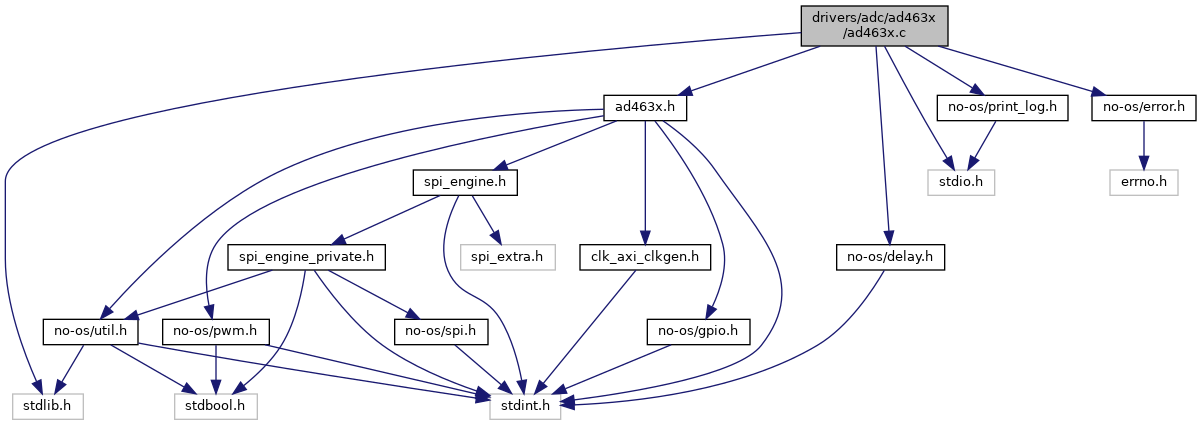 drivers/adc/ad463x
/ad463x.c
ad463x.h
no-os/print_log.h
no-os/error.h
spi_engine.h
stdio.h
errno.h
spi_engine_private.h
spi_extra.h
clk_axi_clkgen.h
no-os/delay.h
no-os/util.h
no-os/pwm.h
no-os/spi.h
no-os/gpio.h
stdlib.h
stdbool.h
stdint.h